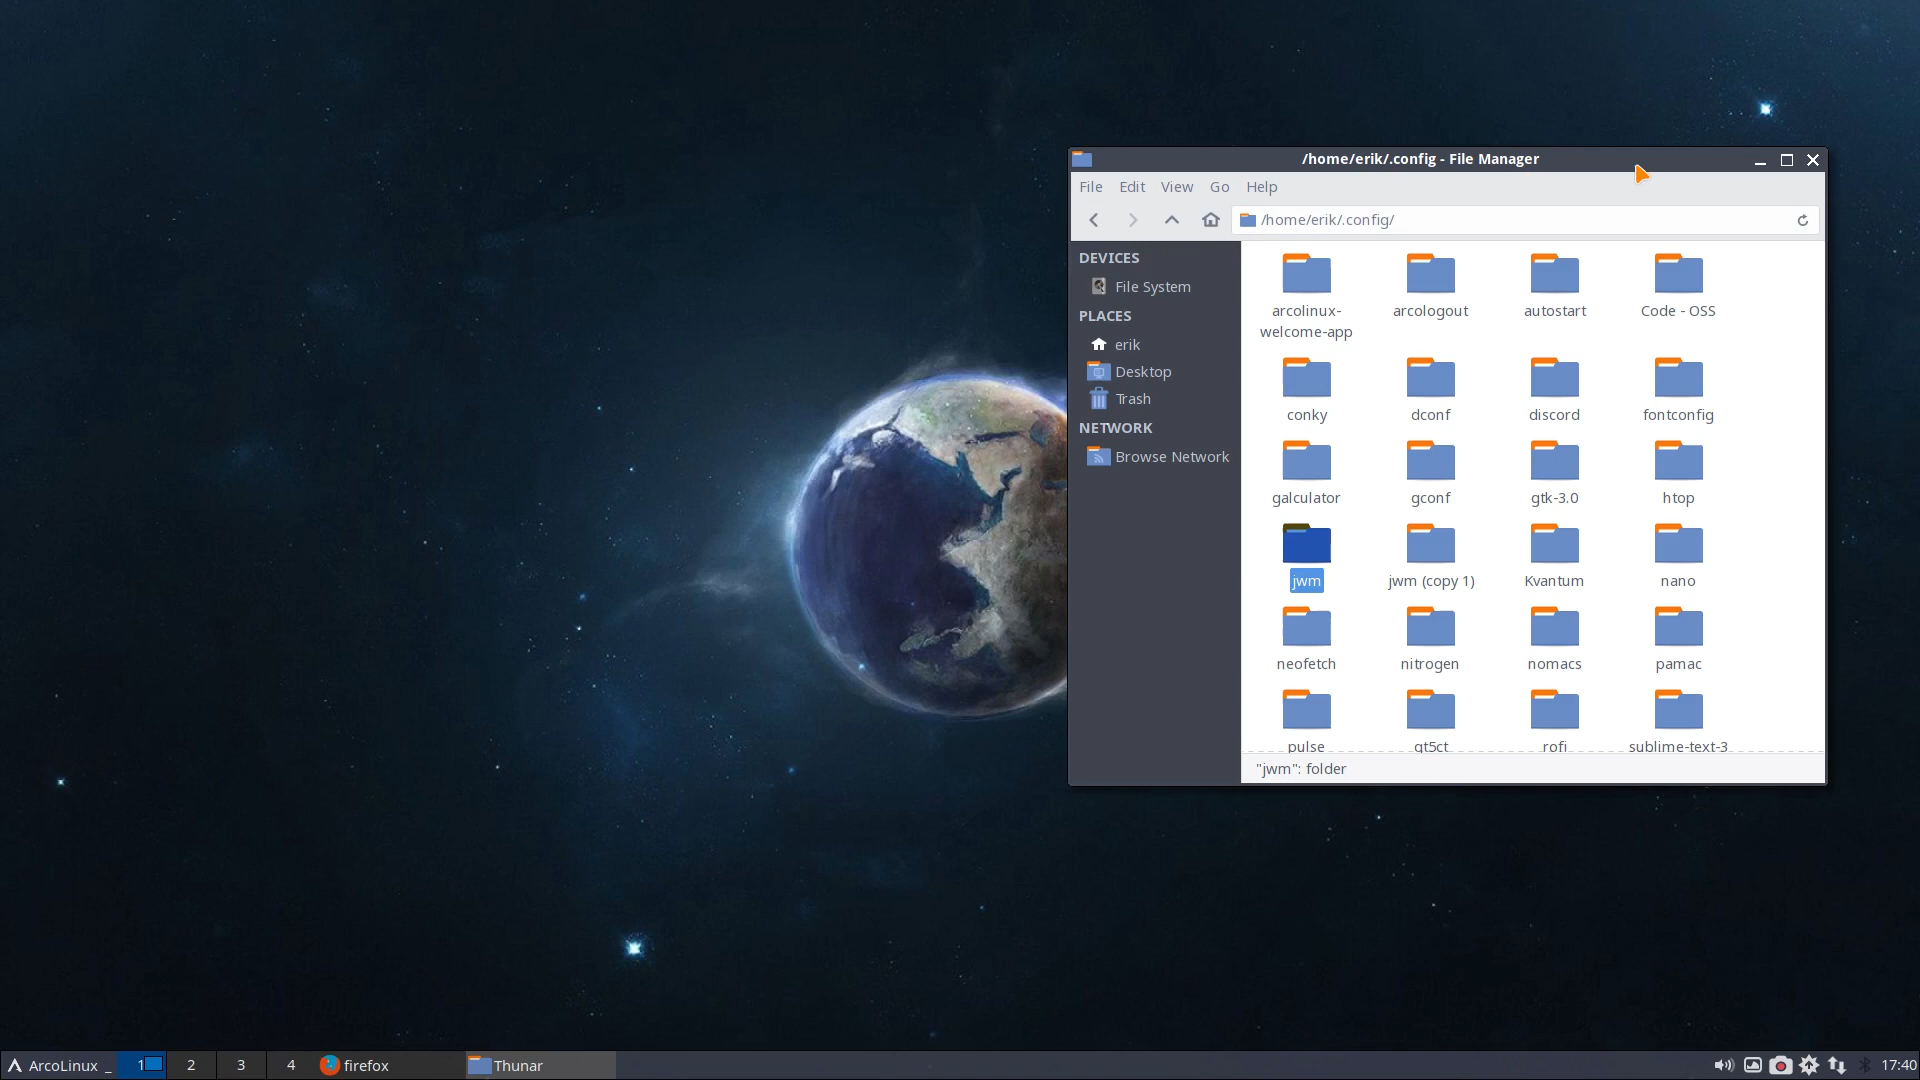 /home/erik/.config - File Manager
File Edit View Go Help
/home/erik/.config/
DEVICES
File System
PLACES
erik
Desktop
Trash
NETWORK
Browse Network
arcolinux-welcome-app arcologout autostart Code - OSS
conky dconf discord fontconfig
galculator gconf gtk-3.0 htop
jwm jwm (copy 1) Kvantum nano
neofetch nitrogen nomacs pamac
pulse qt5ct rofi sublime-text-3
"jwm": folder
ArcoLinux _ 1 2 3 4 firefox Thunar 17:40